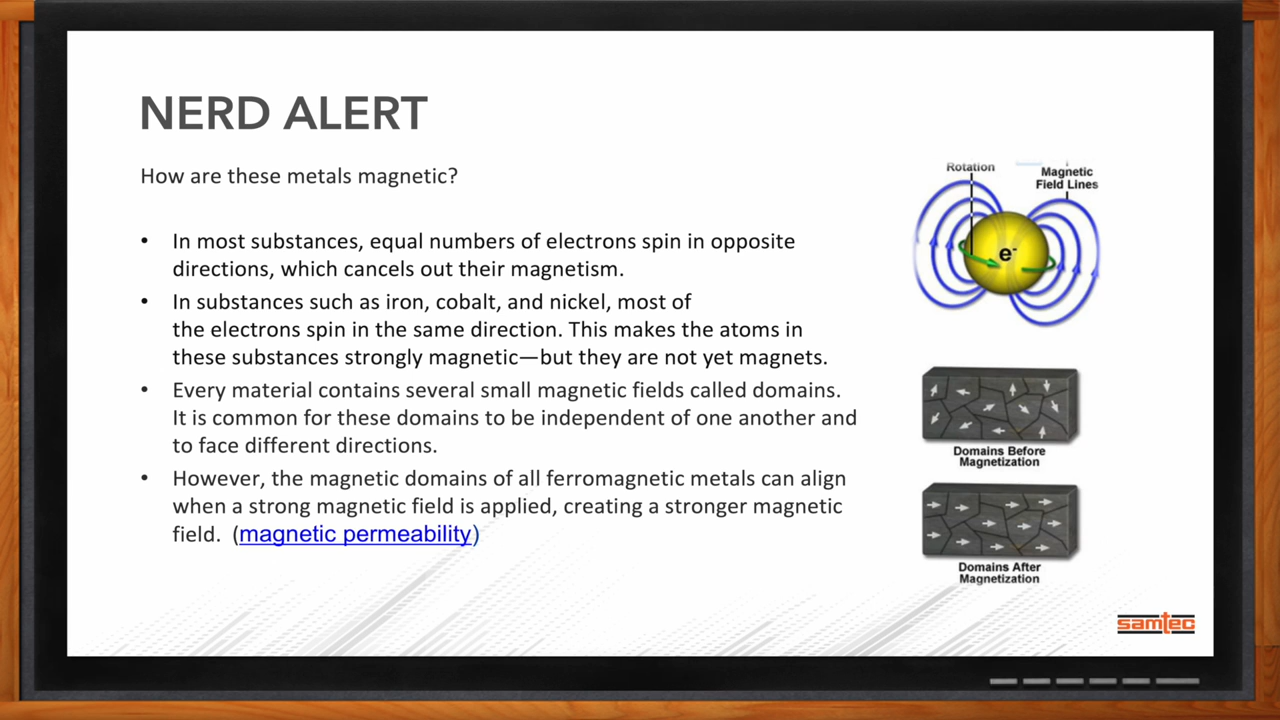 NERD ALERT
How are these metals magnetic?
• In most substances, equal numbers of electrons spin in opposite
directions, which cancels out their magnetism.
• In substances such as iron, cobalt, and nickel, most of
the electrons spin in the same direction. This makes the atoms in
these substances strongly magnetic—but they are not yet magnets.
• Every material contains several small magnetic fields called domains.
It is common for these domains to be independent of one another and
to face different directions.
• However, the magnetic domains of all ferromagnetic metals can align
when a strong magnetic field is applied, creating a stronger magnetic
field. (magnetic permeability)
Rotation
Magnetic
Field Lines
e-
Domains Before
Magnetization
Domains After
Magnetization
samtec